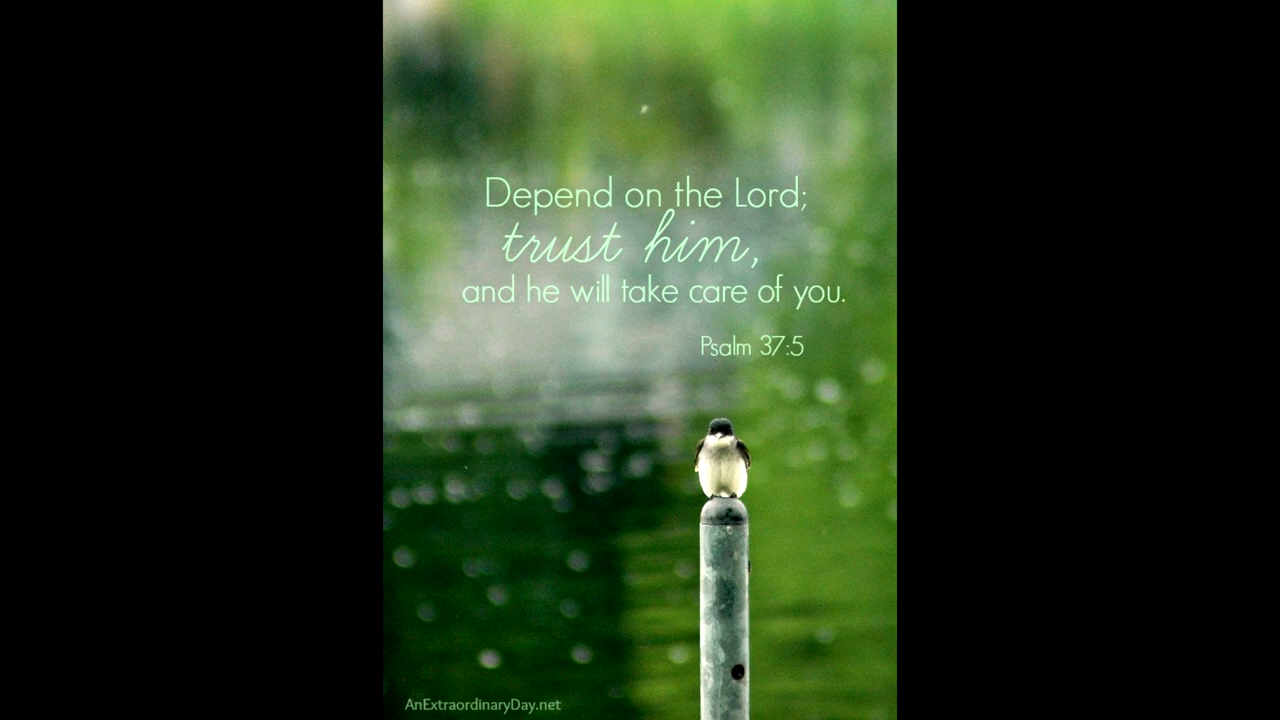 Depend on the Lord;
trust him,
and he will take care of you.
Psalm 37:5
AnExtraordinaryDay.net